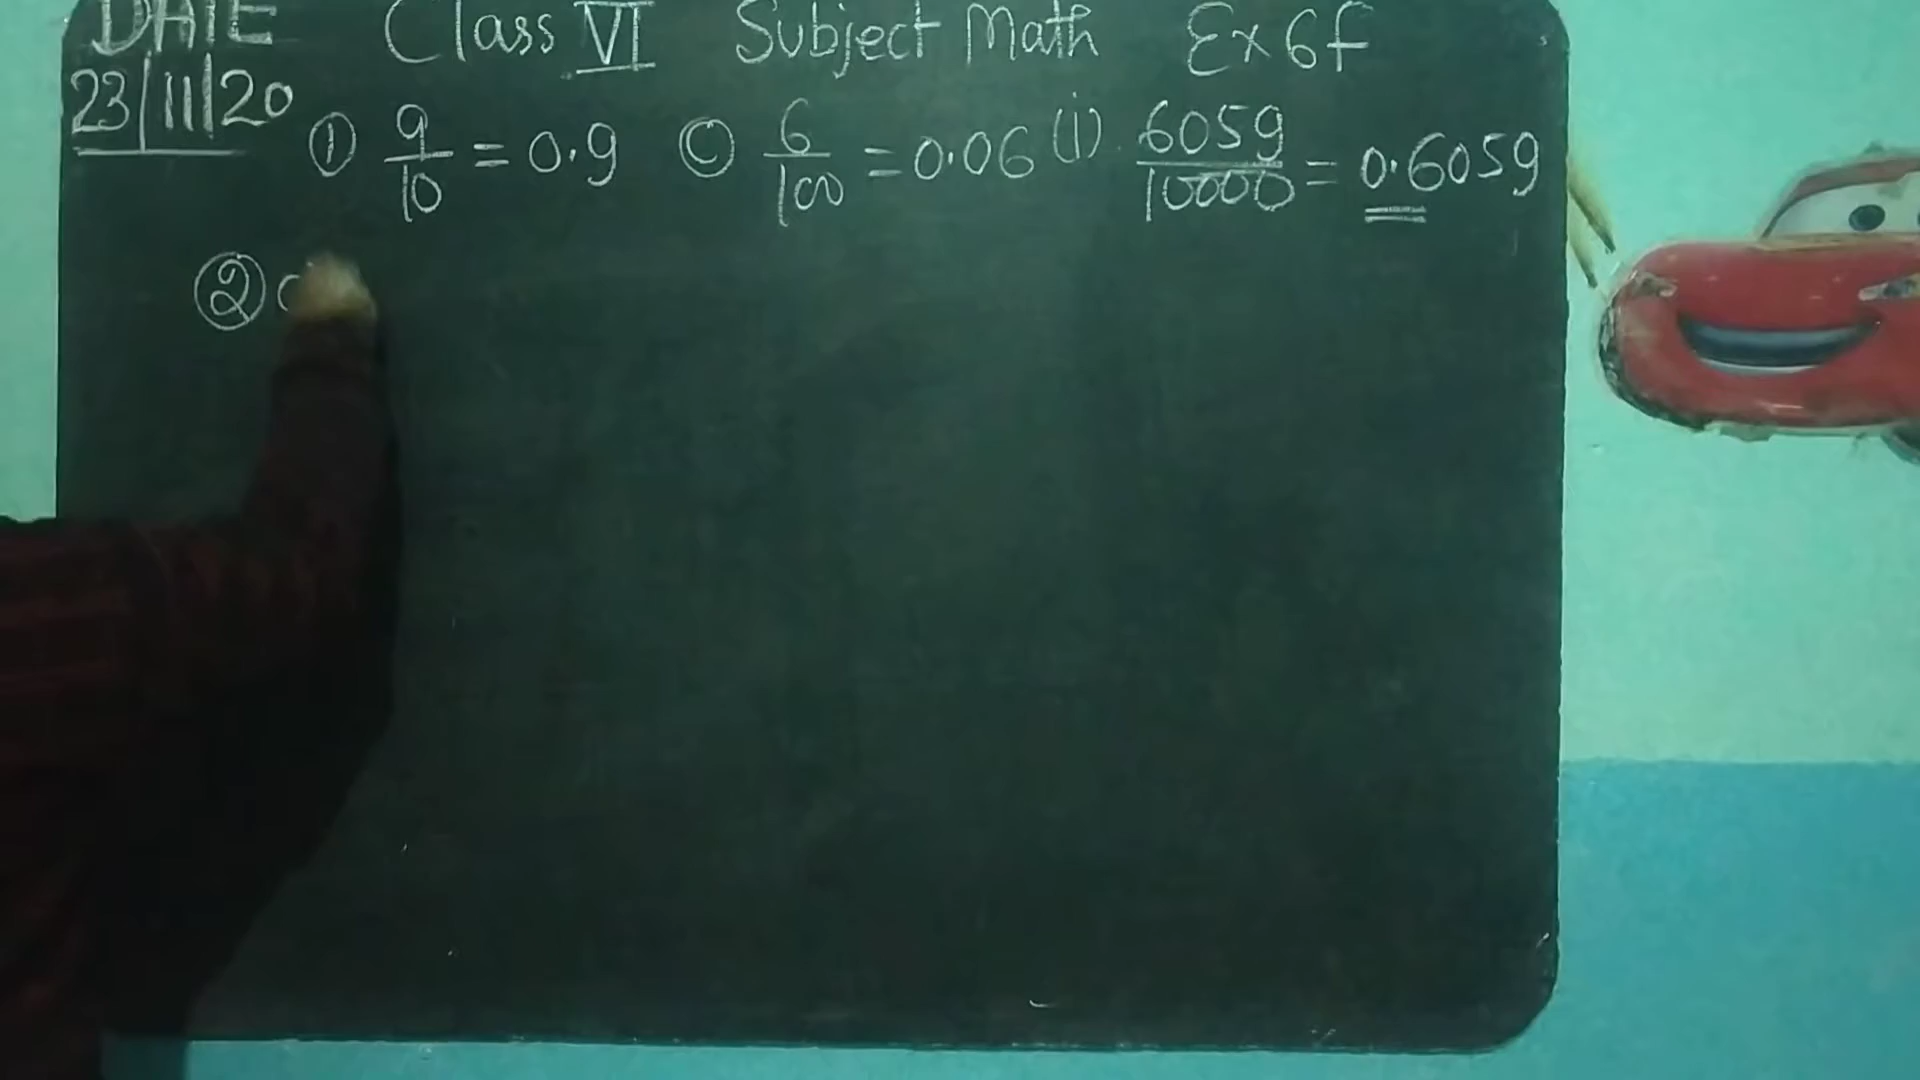 DATE Class VI Subject Math Ex 6f
23/11/20
① 9/10 = 0.9 © 6/100 = 0.06 (i) 6059/10000 = 0.6059
②